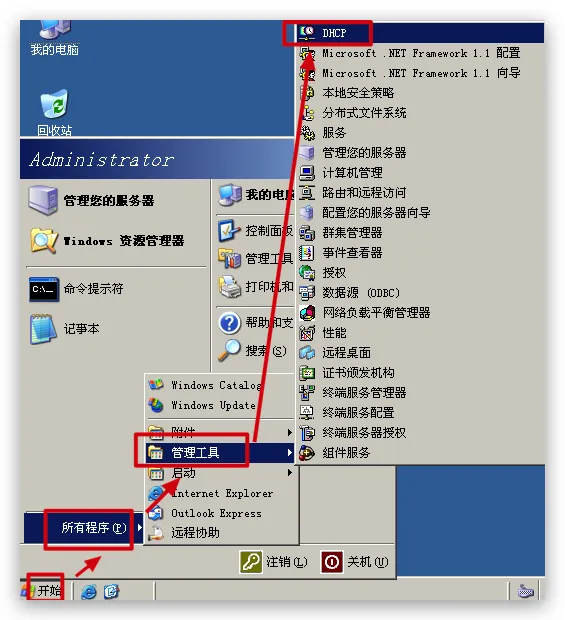 我的电脑
回收站
Administrator
管理您的服务器
Windows 资源管理器
命令提示符
记事本
所有程序(P)
我的电脑
控制面板
管理工具
打印机和
帮助和支
搜索(S)
Windows Catalog
Windows Update
附件
管理工具
启动
Internet Explorer
Outlook Express
远程协助
DHCP
Microsoft .NET Framework 1.1 配置
Microsoft .NET Framework 1.1 向导
本地安全策略
分布式文件系统
服务
管理您的服务器
计算机管理
路由和远程访问
配置您的服务器向导
群集管理器
事件查看器
授权
数据源 (ODBC)
网络负载平衡管理器
性能
远程桌面
证书颁发机构
终端服务管理器
终端服务配置
终端服务器授权
组件服务
注销(L)
关机(U)
开始
C:\_